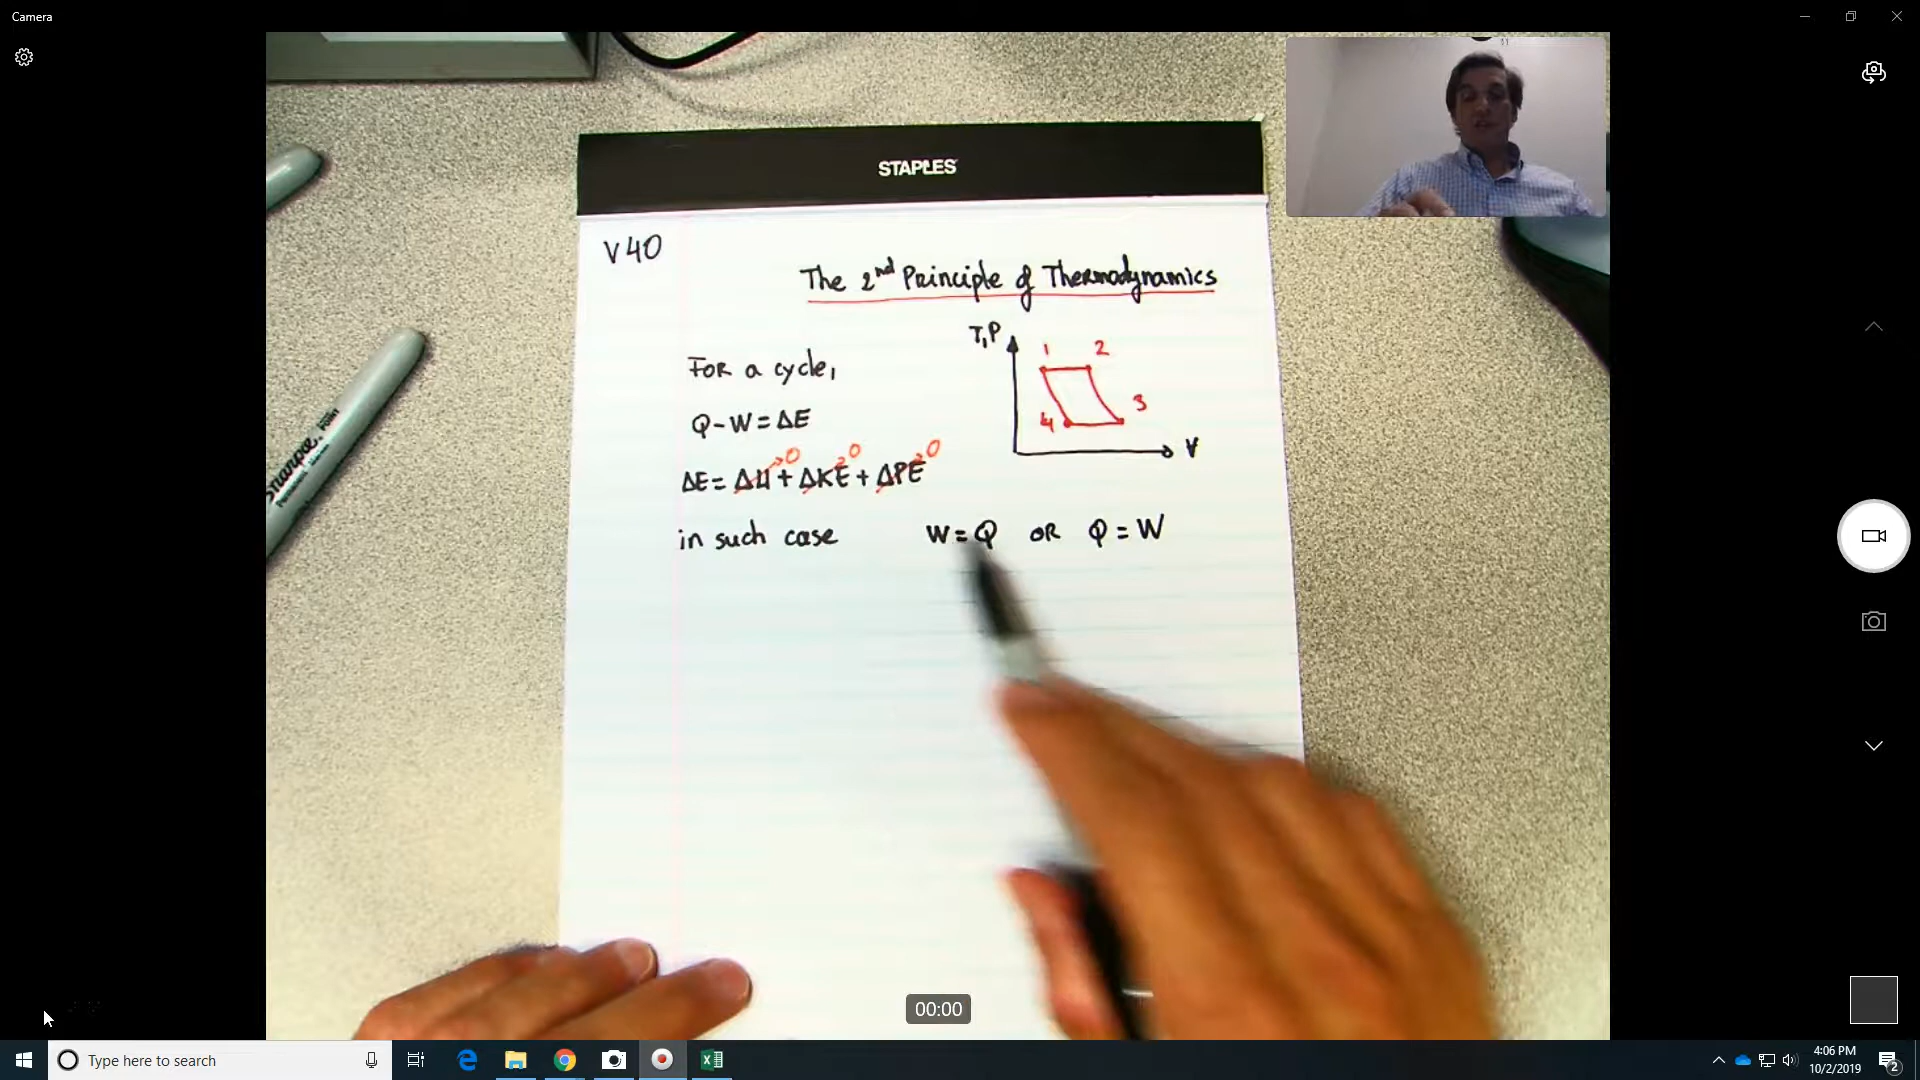 Camera
STAPLES
V40
The 2nd Principle of Thermodynamics
T,P
1 2
For a cycle,
3
4
Q-W=ΔE
V
0 0 0
ΔE= ΔU + ΔKE + ΔPE
Sharpie
in such case W=Q OR Q=W
00:00
Type here to search
4:06 PM
10/2/2019
2